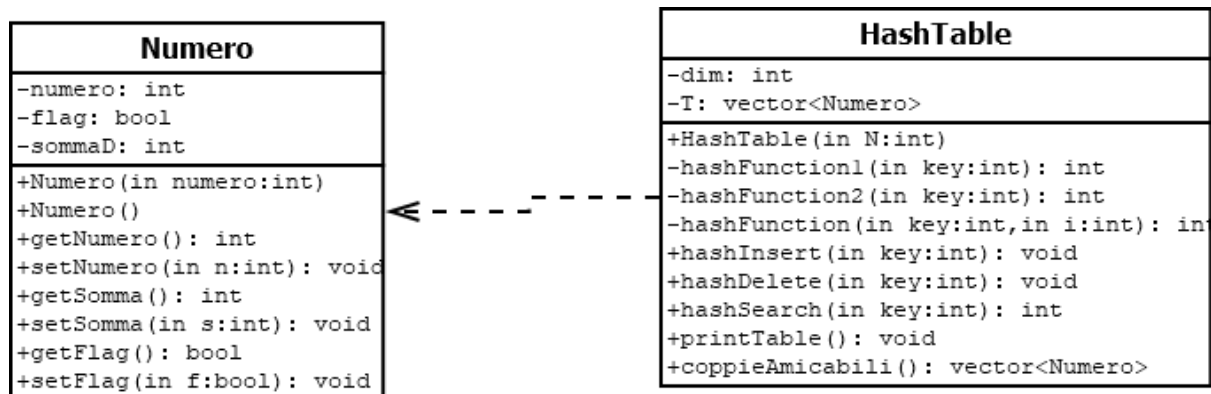 Numero
-numero: int
-flag: bool
-sommaD: int
+Numero(in numero:int)
+Numero()
+getNumero(): int
+setNumero(in n:int): void
+getSomma(): int
+setSomma(in s:int): void
+getFlag(): bool
+setFlag(in f:bool): void
HashTable
-dim: int
-T: vector<Numero>
+HashTable(in N:int)
-hashFunction1(in key:int): int
-hashFunction2(in key:int): int
-hashFunction(in key:int,in i:int): int
+hashInsert(in key:int): void
+hashDelete(in key:int): void
+hashSearch(in key:int): int
+printTable(): void
+coppieAmicabili(): vector<Numero>